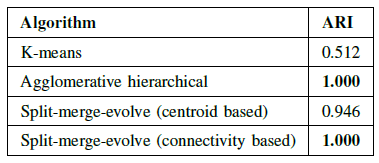 Algorithm ARI
K-means 0.512
Agglomerative hierarchical 1.000
Split-merge-evolve (centroid based) 0.946
Split-merge-evolve (connectivity based) 1.000